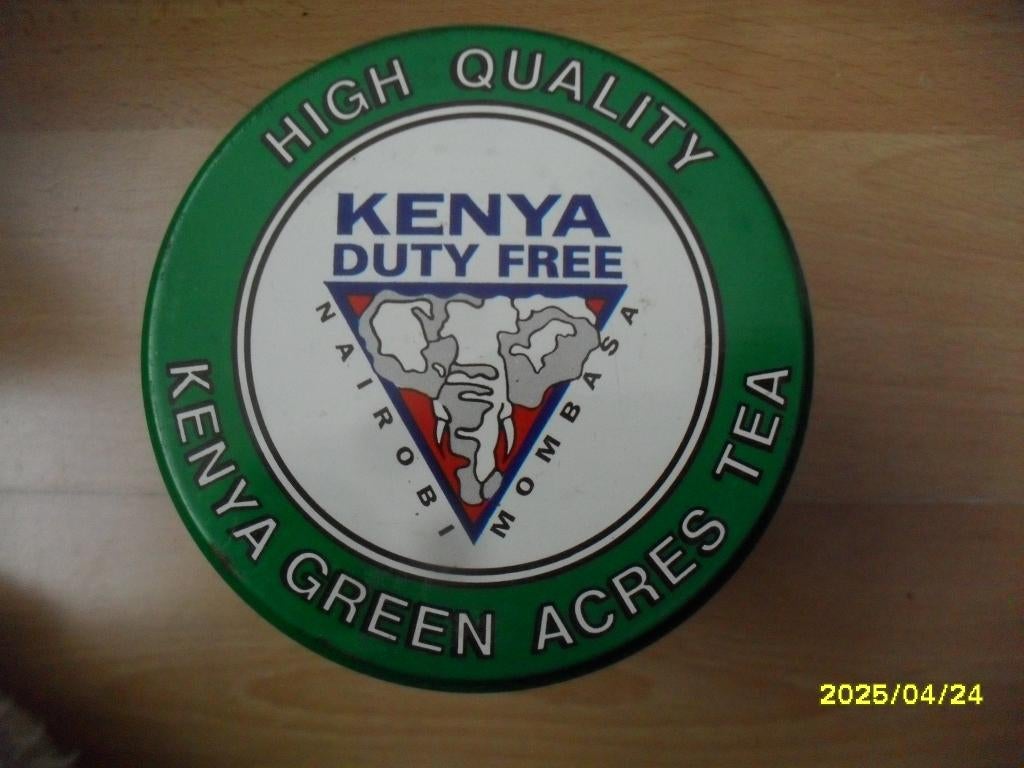 HIGH QUALITY
KENYA
DUTY FREE
NAIROBI
MOMBASA
KENYA GREEN ACRES TEA
2025/04/24